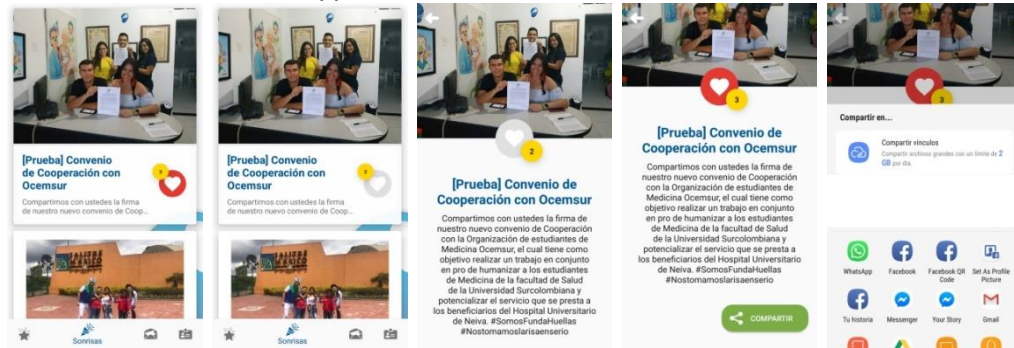 [Prueba] Convenio
de Cooperación con
Ocemsur
3
Compartimos con ustedes la firma
de nuestro nuevo convenio de Coop...
Sonrisas
[Prueba] Convenio
de Cooperación con
Ocemsur
2
Compartimos con ustedes la firma
de nuestro nuevo convenio de Coop...
Sonrisas
2
[Prueba] Convenio de
Cooperación con Ocemsur
Compartimos con ustedes la firma de
nuestro nuevo convenio de Cooperación
con la Organización de estudiantes de
Medicina Ocemsur, el cual tiene como
objetivo realizar un trabajo en conjunto
en pro de humanizar a los estudiantes
de Medicina de la facultad de Salud
de la Universidad Surcolombiana y
potencializar el servicio que se presta a
los beneficiarios del Hospital Universitario
de Neiva. #SomosFundaHuellas
#Nostomamoslarisaenserio
3
[Prueba] Convenio de
Cooperación con Ocemsur
Compartimos con ustedes la firma de
nuestro nuevo convenio de Cooperación
con la Organización de estudiantes de
Medicina Ocemsur, el cual tiene como
objetivo realizar un trabajo en conjunto
en pro de humanizar a los estudiantes
de Medicina de la facultad de Salud
de la Universidad Surcolombiana y
potencializar el servicio que se presta a
los beneficiarios del Hospital Universitario
de Neiva. #SomosFundaHuellas
#Nostomamoslarisaenserio
COMPARTIR
3
Compartir en...
Compartir vínculos
Compartir archivos grandes con un límite de 2
GB por día.
WhatsApp
Facebook
Facebook QR
Code
Set As Profile
Picture
Tu historia
Messenger
Your Story
Gmail